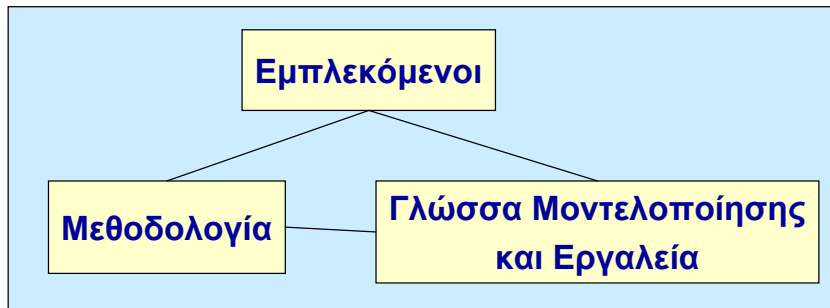 Εμπλεκόμενοι
Μεθοδολογία
Γλώσσα Μοντελοποίησης
και Εργαλεία